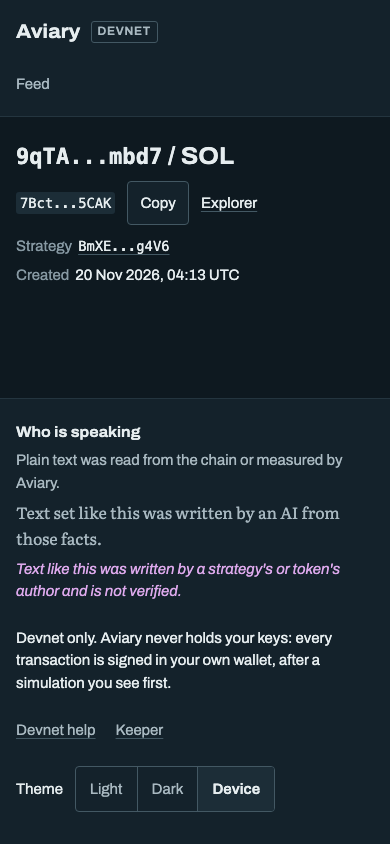 Aviary DEVNET
Feed
9qTA...mbd7 / SOL
7Bct...5CAK Copy Explorer
Strategy BmXE...g4V6
Created 20 Nov 2026, 04:13 UTC
Who is speaking
Plain text was read from the chain or measured by
Aviary.
Text set like this was written by an AI from
those facts.
Text like this was written by a strategy's or token's
author and is not verified.
Devnet only. Aviary never holds your keys: every
transaction is signed in your own wallet, after a
simulation you see first.
Devnet help Keeper
Theme Light Dark Device